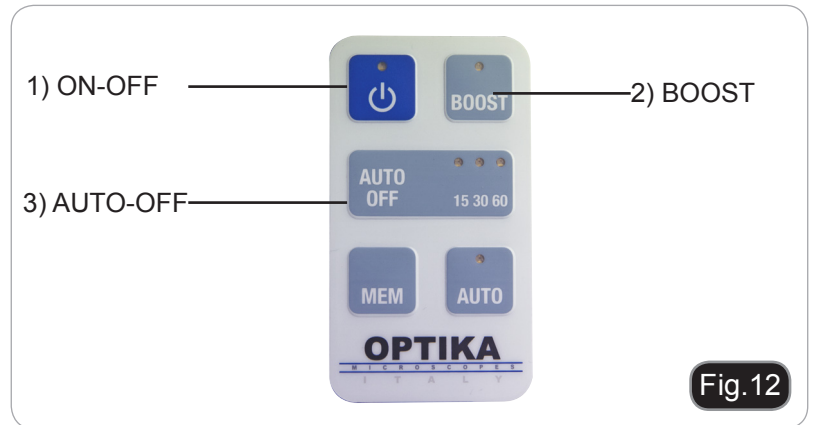 1) ON-OFF
BOOST
2) BOOST
3) AUTO-OFF
AUTO
OFF
15 30 60
MEM
AUTO
OPTIKA
MICROSCOPES
ITALY
Fig.12